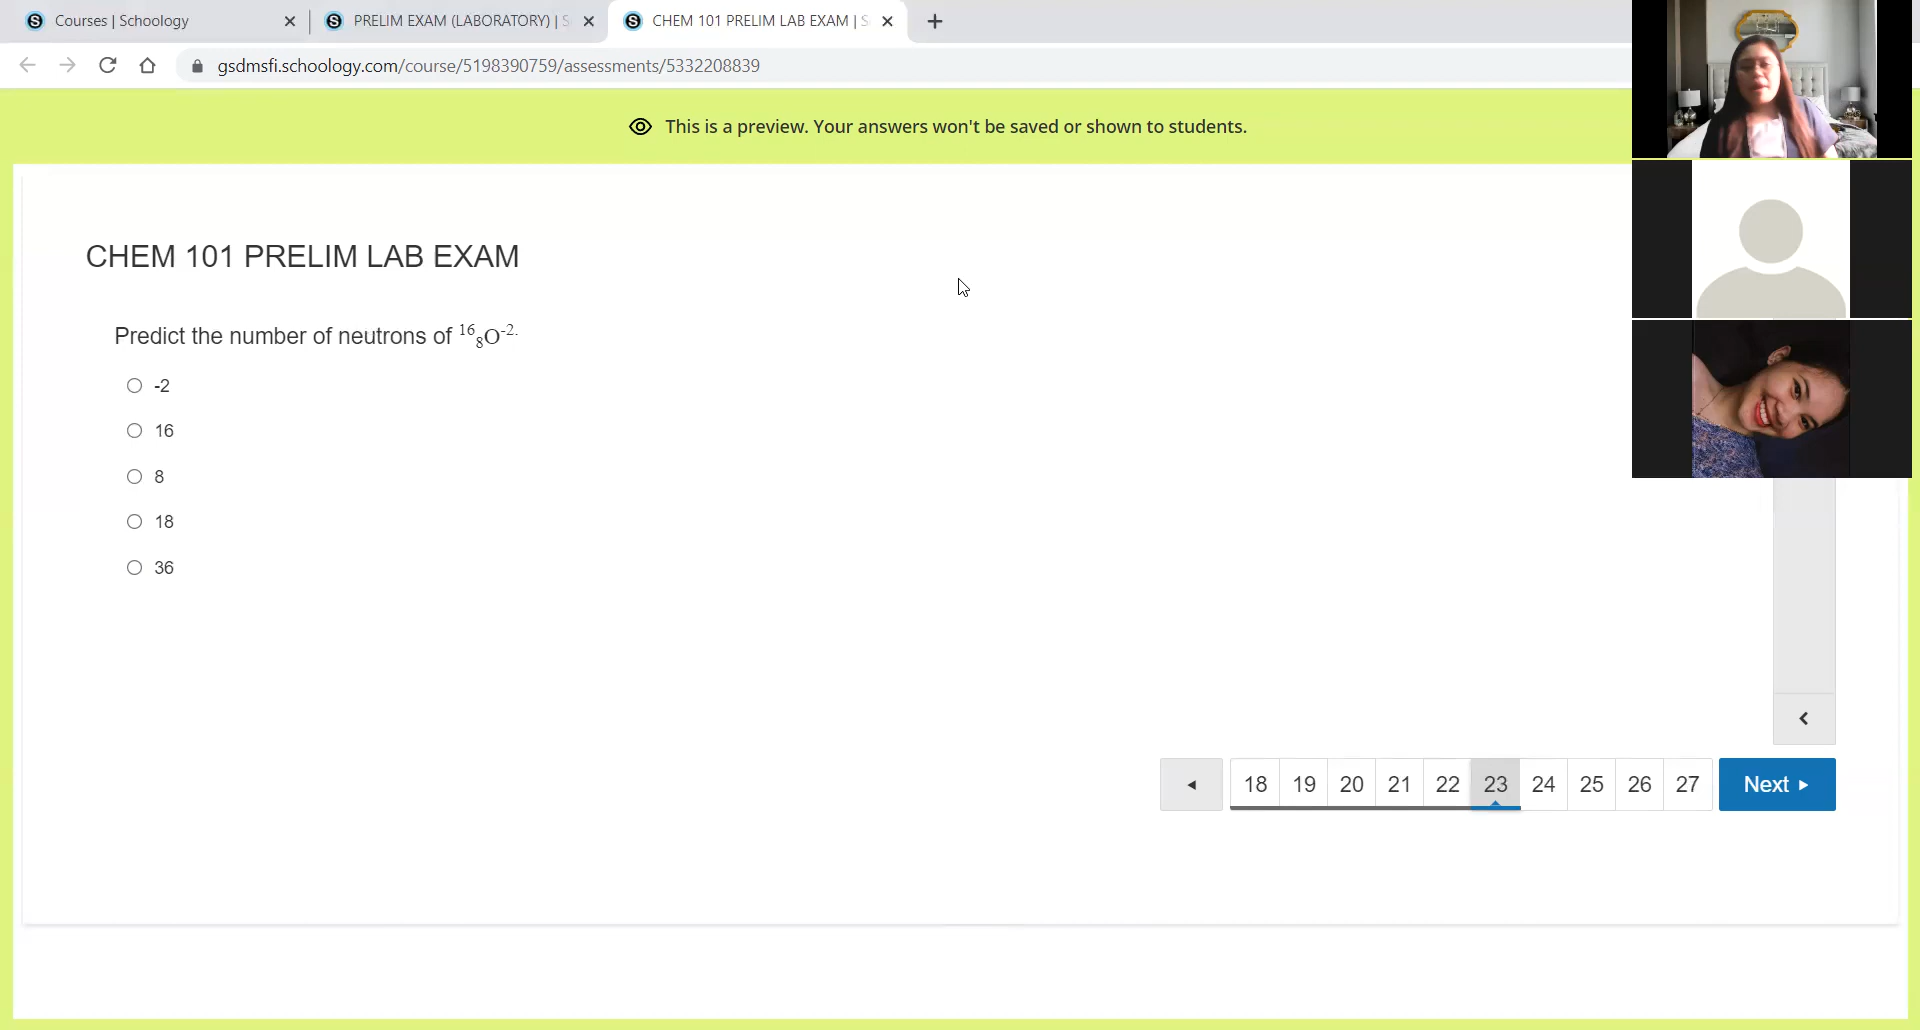 Courses | Schoology
PRELIM EXAM (LABORATORY) | S
CHEM 101 PRELIM LAB EXAM | S
gsdmsfi.schoology.com/course/5198390759/assessments/5332208839
This is a preview. Your answers won't be saved or shown to students.
CHEM 101 PRELIM LAB EXAM
Predict the number of neutrons of ¹⁶₈O⁻²·
-2
16
8
18
36
◄ 18 19 20 21 22 23 24 25 26 27 Next ►